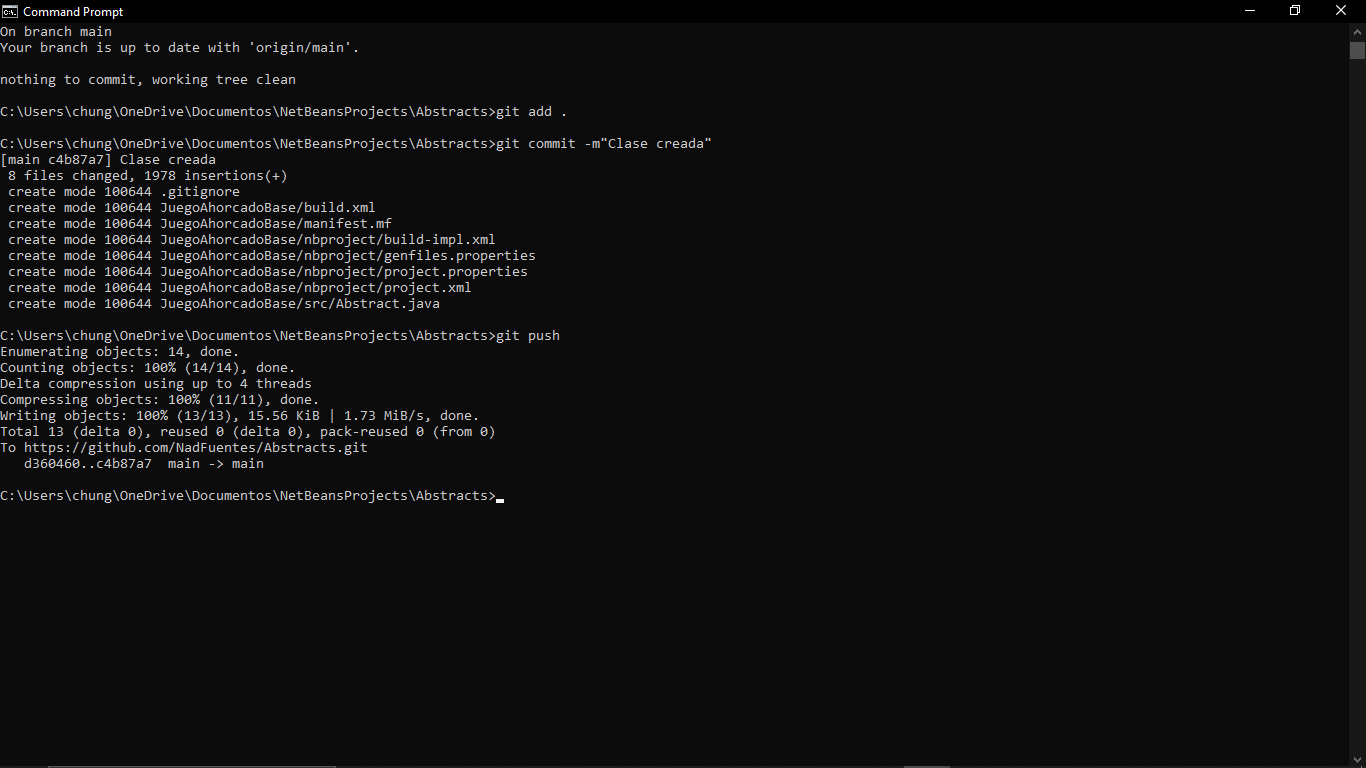 Command Prompt
On branch main
Your branch is up to date with 'origin/main'.
nothing to commit, working tree clean
C:\Users\chung\OneDrive\Documentos\NetBeansProjects\Abstracts>git add .
C:\Users\chung\OneDrive\Documentos\NetBeansProjects\Abstracts>git commit -m"Clase creada"
[main c4b87a7] Clase creada
 8 files changed, 1978 insertions(+)
 create mode 100644 .gitignore
 create mode 100644 JuegoAhorcadoBase/build.xml
 create mode 100644 JuegoAhorcadoBase/manifest.mf
 create mode 100644 JuegoAhorcadoBase/nbproject/build-impl.xml
 create mode 100644 JuegoAhorcadoBase/nbproject/genfiles.properties
 create mode 100644 JuegoAhorcadoBase/nbproject/project.properties
 create mode 100644 JuegoAhorcadoBase/nbproject/project.xml
 create mode 100644 JuegoAhorcadoBase/src/Abstract.java
C:\Users\chung\OneDrive\Documentos\NetBeansProjects\Abstracts>git push
Enumerating objects: 14, done.
Counting objects: 100% (14/14), done.
Delta compression using up to 4 threads
Compressing objects: 100% (11/11), done.
Writing objects: 100% (13/13), 15.56 KiB | 1.73 MiB/s, done.
Total 13 (delta 0), reused 0 (delta 0), pack-reused 0 (from 0)
To https://github.com/NadFuentes/Abstracts.git
   d360460..c4b87a7  main -> main
C:\Users\chung\OneDrive\Documentos\NetBeansProjects\Abstracts>